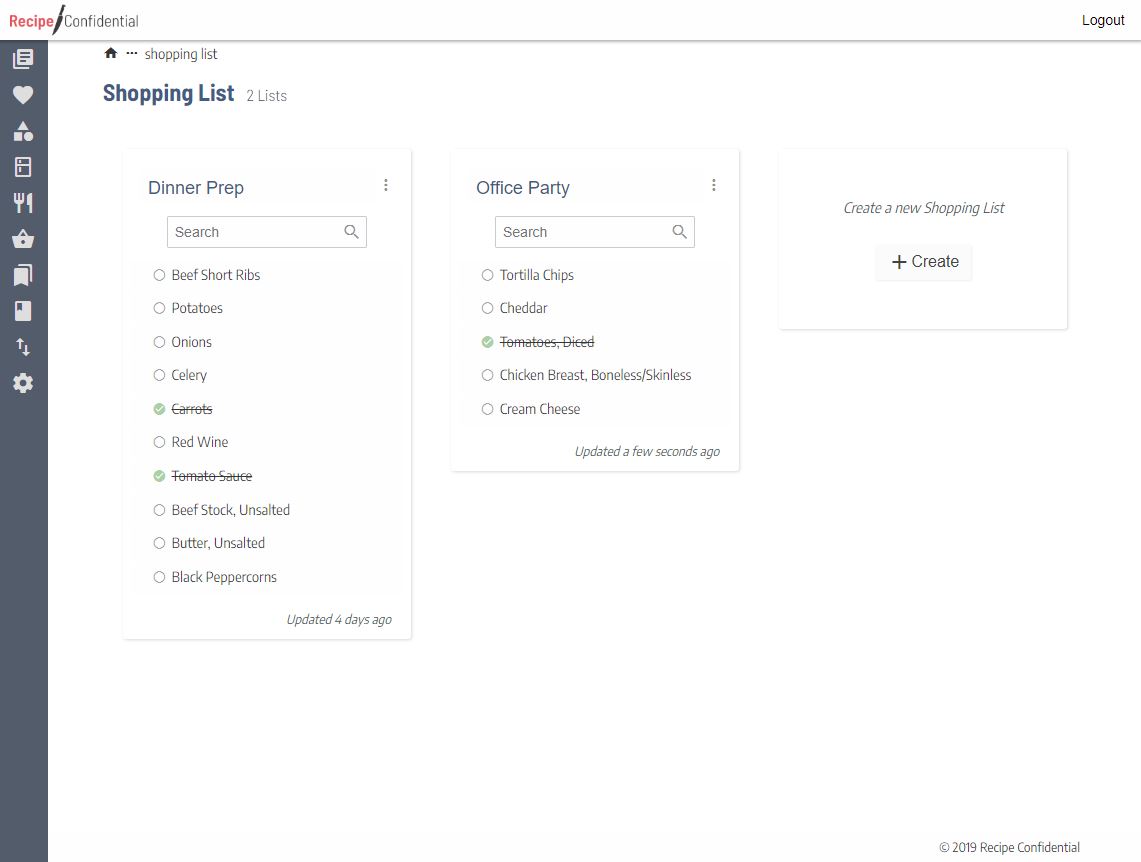 Recipe/Confidential
Logout
shopping list
Shopping List 2 Lists
Dinner Prep
Search
Beef Short Ribs
Potatoes
Onions
Celery
Carrots
Red Wine
Tomato Sauce
Beef Stock, Unsalted
Butter, Unsalted
Black Peppercorns
Updated 4 days ago
Office Party
Search
Tortilla Chips
Cheddar
Tomatoes, Diced
Chicken Breast, Boneless/Skinless
Cream Cheese
Updated a few seconds ago
Create a new Shopping List
+ Create
© 2019 Recipe Confidential